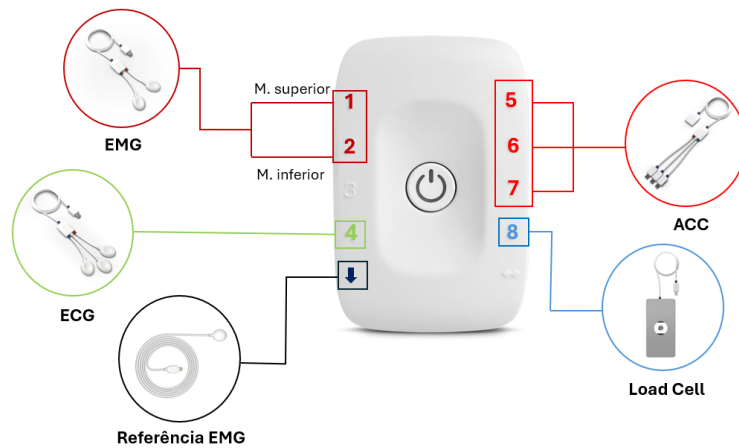 M. superior
1
2
M. inferior
EMG
3
4
ECG
Referência EMG
5
6
7
ACC
8
Load Cell